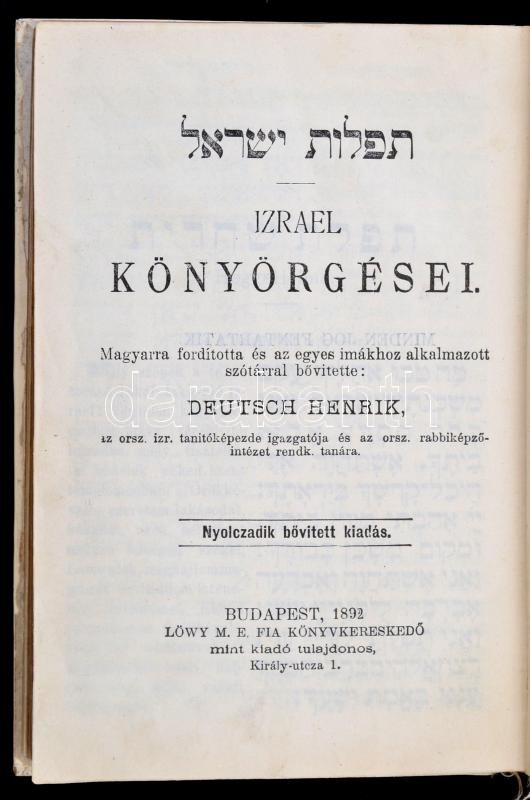 תפלות ישראל
IZRAEL
KÖNYÖRGÉSEI.
Magyarra fordította és az egyes imákhoz alkalmazott
szótárral bővitette:
DEUTSCH HENRIK,
az orsz. izr. tanitóképezde igazgatója és az orsz. rabbiképző-
intézet rendk. tanára.
Nyolczadik bővitett kiadás.
BUDAPEST, 1892
LÖWY M. E. FIA KÖNYVKERESKEDŐ
mint kiadó tulajdonos,
Király-utcza 1.
darabanth